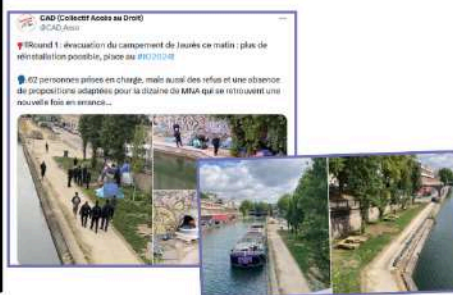 CAD (Collectif Accès au Droit)
@CAD_Asso
Round 1 : évacuation du campement de Jaurès ce matin : plus de
réinstallation possible, place au #JO2024!
62 personnes prises en charge, mais aussi des refus et une absence
de propositions adaptées pour la dizaine de MNA qui se retrouvent une
nouvelle fois en errance...